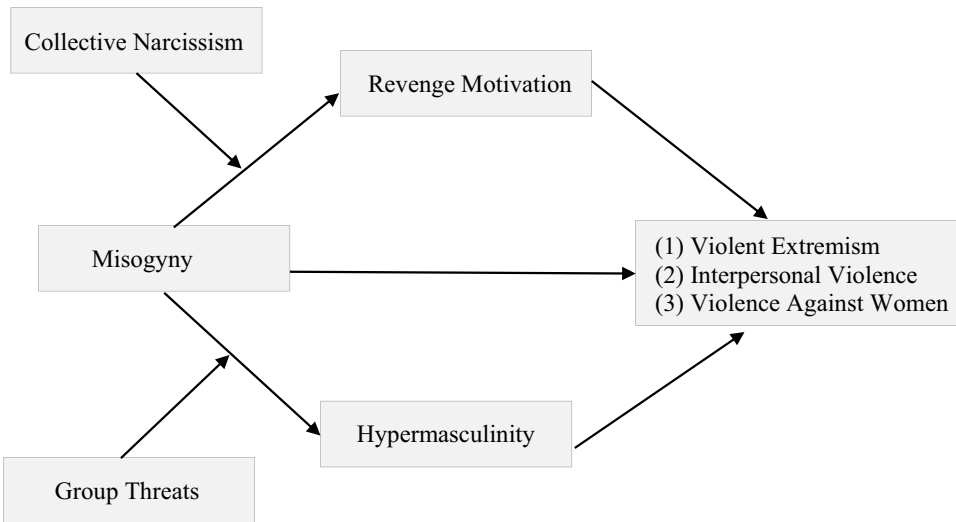 Collective Narcissism
Revenge Motivation
Misogyny
(1) Violent Extremism
(2) Interpersonal Violence
(3) Violence Against Women
Hypermasculinity
Group Threats